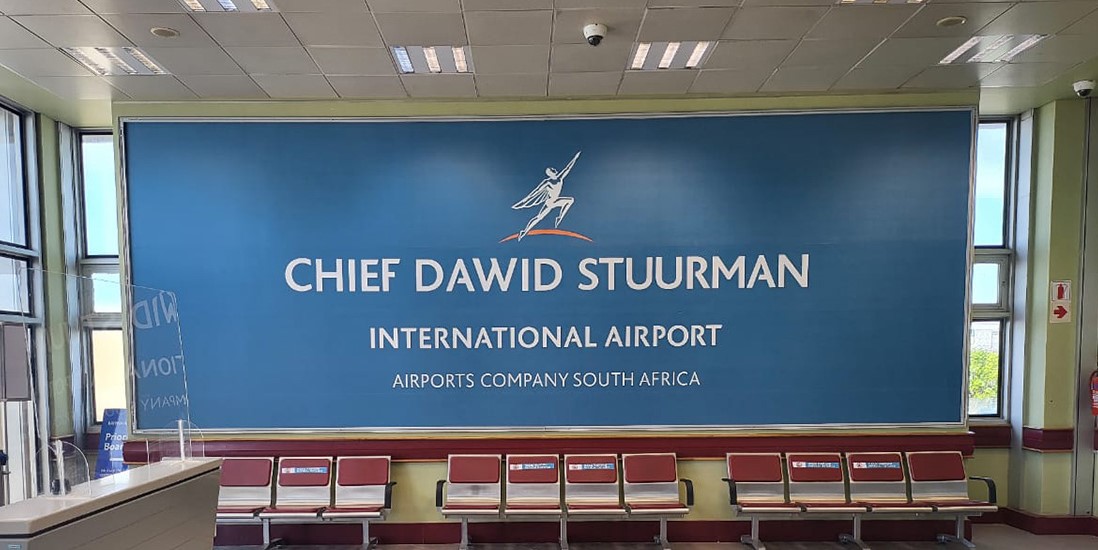 CHIEF DAWID STUURMAN
INTERNATIONAL AIRPORT
AIRPORTS COMPANY SOUTH AFRICA